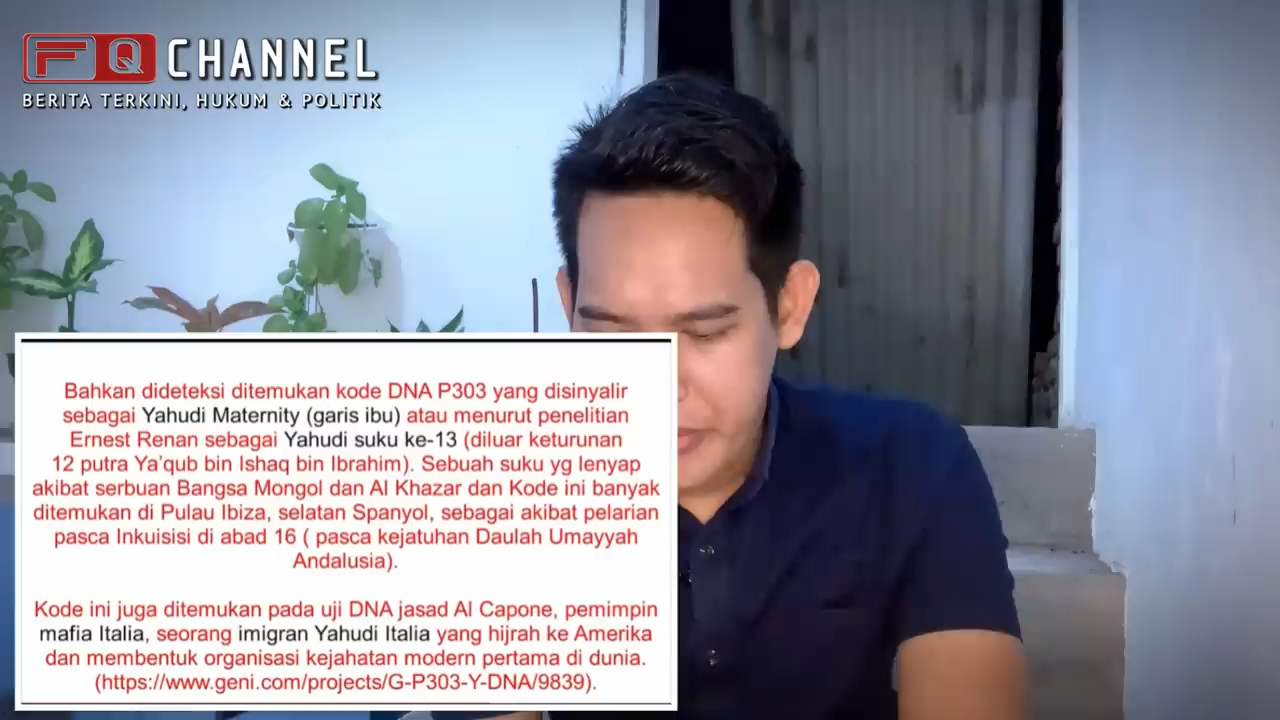 FQ CHANNEL
BERITA TERKINI, HUKUM & POLITIK
Bahkan dideteksi ditemukan kode DNA P303 yang disinyalir
sebagai Yahudi Maternity (garis ibu) atau menurut penelitian
Ernest Renan sebagai Yahudi suku ke-13 (diluar keturunan
12 putra Ya'qub bin Ishaq bin Ibrahim). Sebuah suku yg lenyap
akibat serbuan Bangsa Mongol dan Al Khazar dan Kode ini banyak
ditemukan di Pulau Ibiza, selatan Spanyol, sebagai akibat pelarian
pasca Inkuisisi di abad 16 ( pasca kejatuhan Daulah Umayyah
Andalusia).
Kode ini juga ditemukan pada uji DNA jasad Al Capone, pemimpin
mafia Italia, seorang imigran Yahudi Italia yang hijrah ke Amerika
dan membentuk organisasi kejahatan modern pertama di dunia.
(https://www.geni.com/projects/G-P303-Y-DNA/9839).